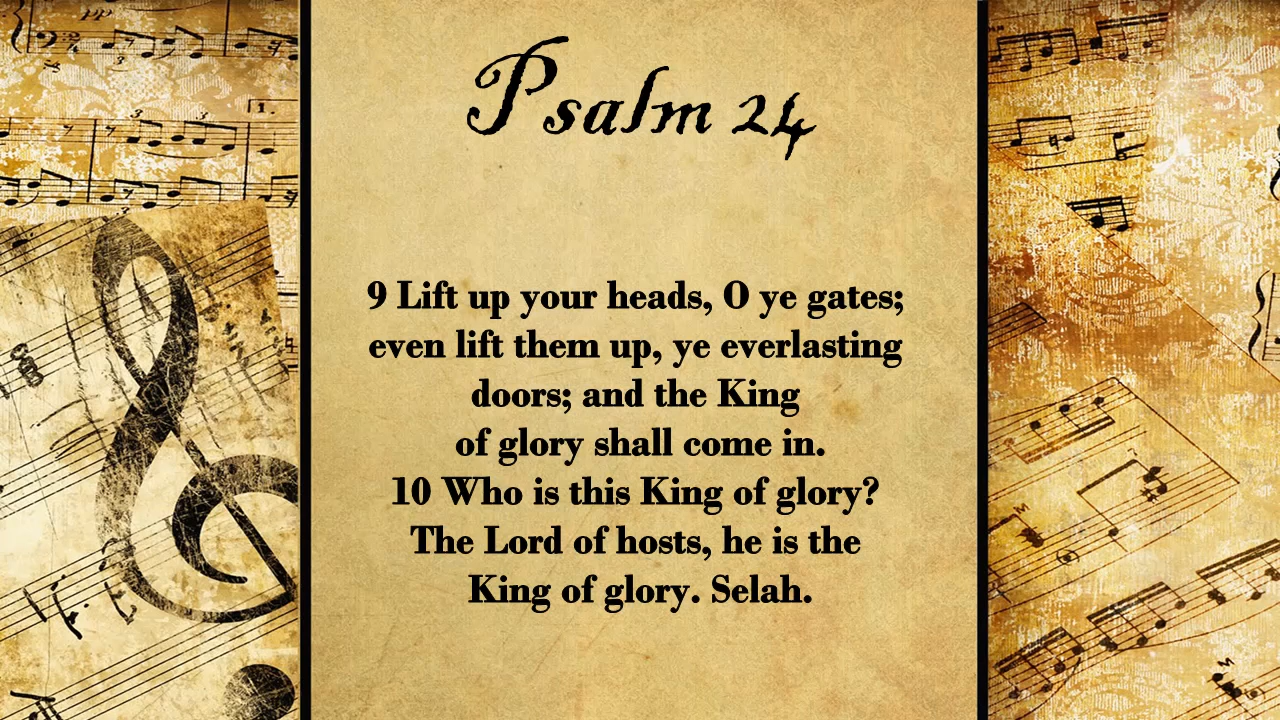 Psalm 24
9 Lift up your heads, O ye gates;
even lift them up, ye everlasting
doors; and the King
of glory shall come in.
10 Who is this King of glory?
The Lord of hosts, he is the
King of glory. Selah.